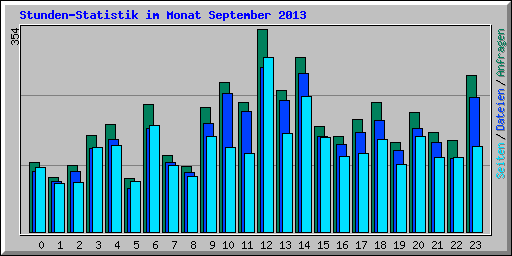 Stunden-Statistik im Monat September 2013
354
Seiten/Dateien/Anfragen
0 1 2 3 4 5 6 7 8 9 10 11 12 13 14 15 16 17 18 19 20 21 22 23